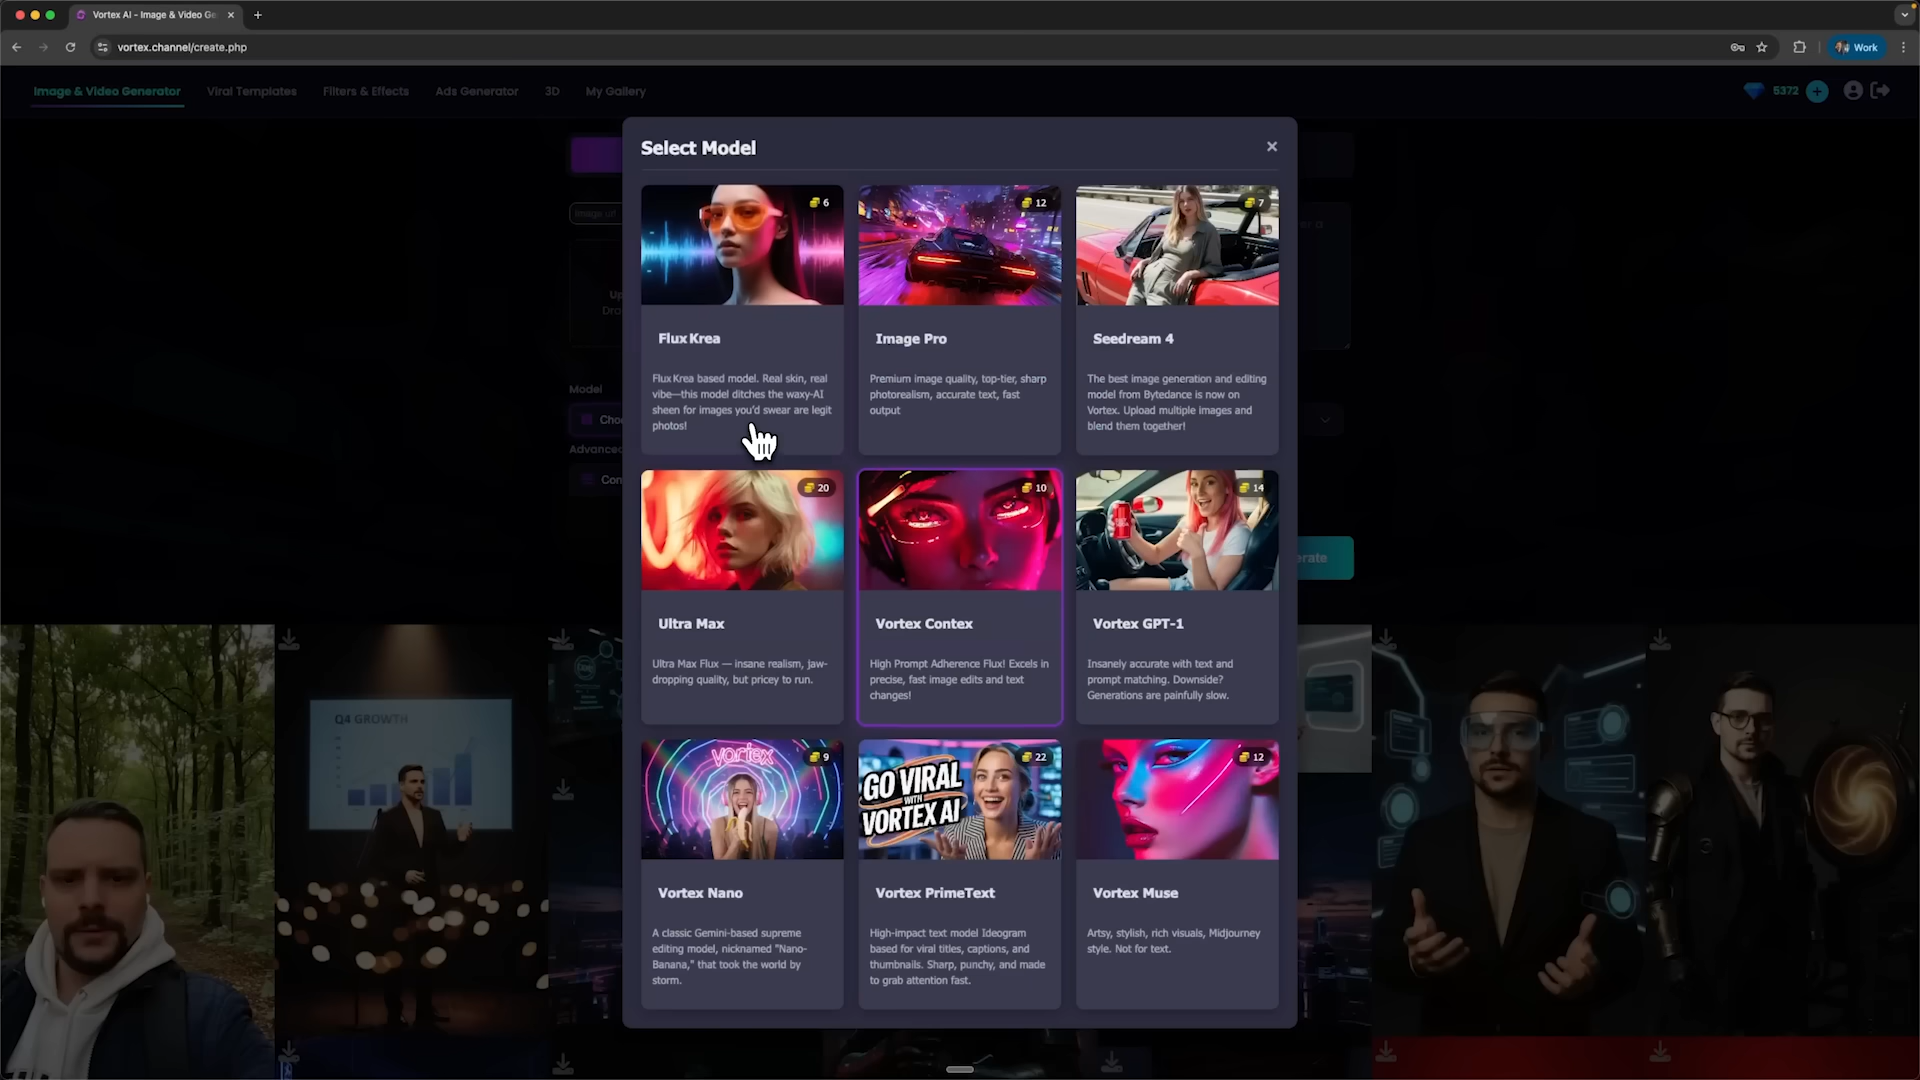 Vortex AI - Image & Video Ge
vortex.channel/create.php
Work
Image & Video Generator
Viral Templates
Filters & Effects
Ads Generator
3D
My Gallery
5372
Select Model
Image url
Model
Advanced
6
Flux Krea
Flux Krea based model. Real skin, real
vibe—this model ditches the waxy-AI
sheen for images you'd swear are legit
photos!
12
Image Pro
Premium image quality, top-tier, sharp
photorealism, accurate text, fast
output
7
Seedream 4
The best image generation and editing
model from Bytedance is now on
Vortex. Upload multiple images and
blend them together!
20
Ultra Max
Ultra Max Flux — insane realism, jaw-
dropping quality, but pricey to run.
10
Vortex Contex
High Prompt Adherence Flux! Excels in
precise, fast image edits and text
changes!
14
Vortex GPT-1
Insanely accurate with text and
prompt matching. Downside?
Generations are painfully slow.
vortex
9
Vortex Nano
A classic Gemini-based supreme
editing model, nicknamed "Nano-
Banana," that took the world by
storm.
GO VIRAL
WITH
VORTEX AI
22
Vortex PrimeText
High-impact text model Ideogram
based for viral titles, captions, and
thumbnails. Sharp, punchy, and made
to grab attention fast.
12
Vortex Muse
Artsy, stylish, rich visuals, Midjourney
style. Not for text.
Q4 GROWTH